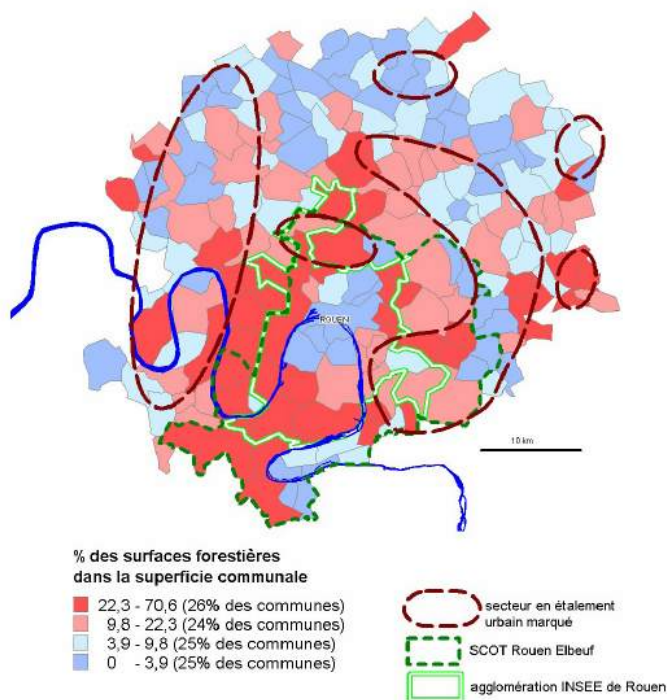 ROUEN
10 km
% des surfaces forestières
dans la superficie communale
22,3 - 70,6 (26% des communes)
9,8 - 22,3 (24% des communes)
3,9 - 9,8 (25% des communes)
0 - 3,9 (25% des communes)
secteur en étalement
urbain marqué
SCOT Rouen Elbeuf
agglomération INSEE de Rouen